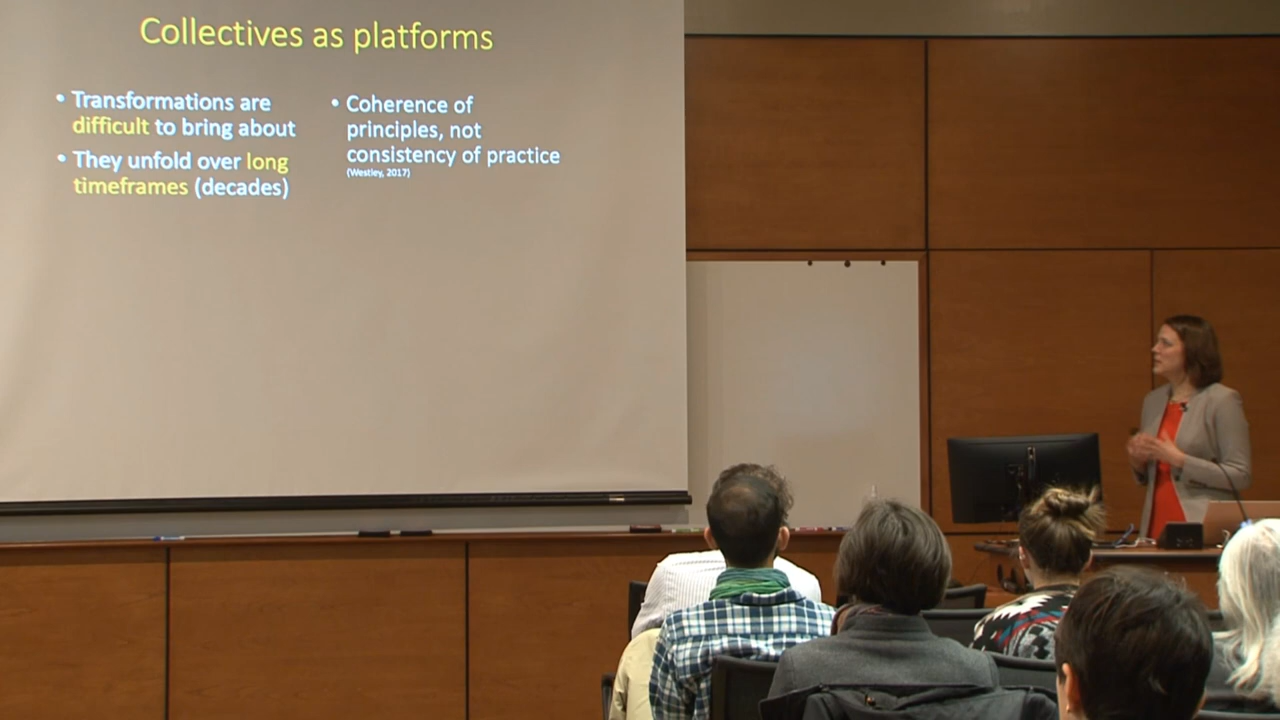 Collectives as platforms
• Transformations are
difficult to bring about
• They unfold over long
timeframes (decades)
• Coherence of
principles, not
consistency of practice
(Westley, 2017)